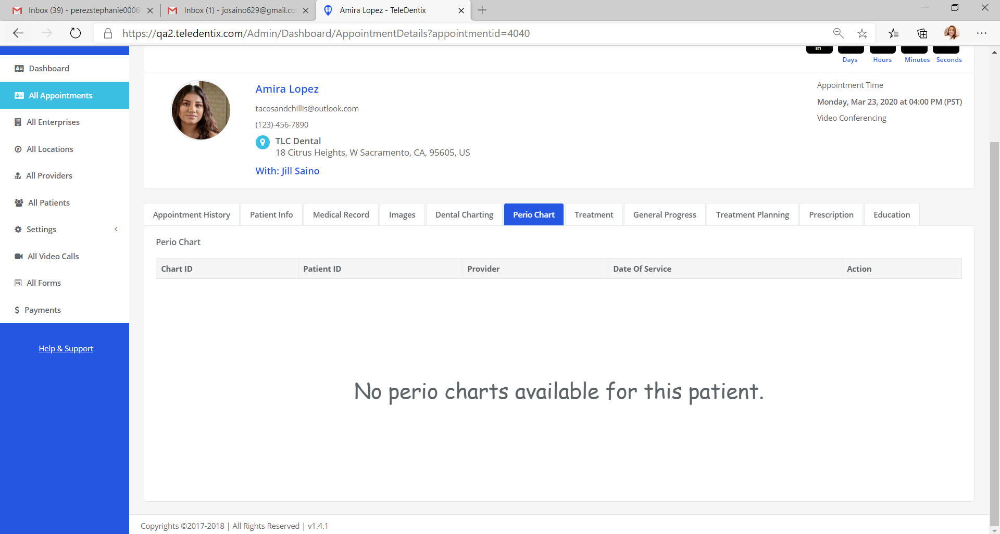 Inbox (39) - perezstephanie0006
Inbox (1) - josaino629@gmail.co
Amira Lopez - TeleDentix
https://qa2.teledentix.com/Admin/Dashboard/AppointmentDetails?appointmentid=4040
in
Days
Hours
Minutes
Seconds
Dashboard
All Appointments
All Enterprises
All Locations
All Providers
All Patients
Settings
All Video Calls
All Forms
$ Payments
Help & Support
Amira Lopez
tacosandchillis@outlook.com
(123)-456-7890
TLC Dental
18 Citrus Heights, W Sacramento, CA, 95605, US
With: Jill Saino
Appointment Time
Monday, Mar 23, 2020 at 04:00 PM (PST)
Video Conferencing
Appointment History
Patient Info
Medical Record
Images
Dental Charting
Perio Chart
Treatment
General Progress
Treatment Planning
Prescription
Education
Perio Chart
Chart ID
Patient ID
Provider
Date Of Service
Action
No perio charts available for this patient.
Copyrights ©2017-2018 | All Rights Reserved | v1.4.1